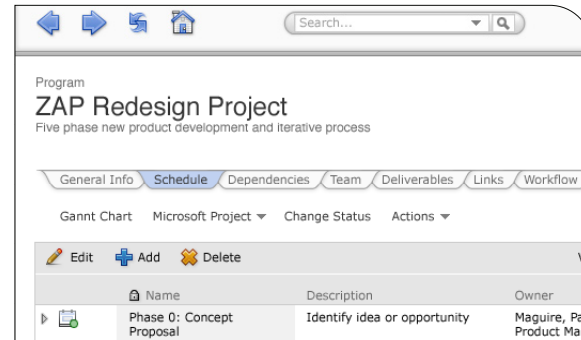 Search...
Program
ZAP Redesign Project
Five phase new product development and iterative process
General Info Schedule Dependencies Team Deliverables Links Workflow
Gannt Chart Microsoft Project Change Status Actions
Edit Add Delete
Name Description Owner
Phase 0: Concept Identify idea or opportunity Maguire,
Proposal Product